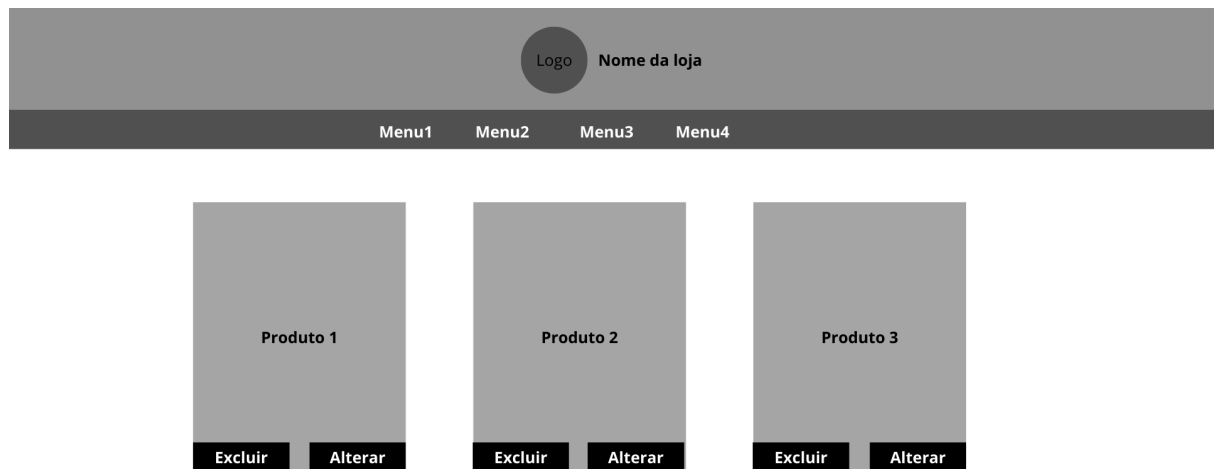 Logo Nome da loja
Menu1 Menu2 Menu3 Menu4
Produto 1 Produto 2 Produto 3
Excluir Alterar Excluir Alterar Excluir Alterar